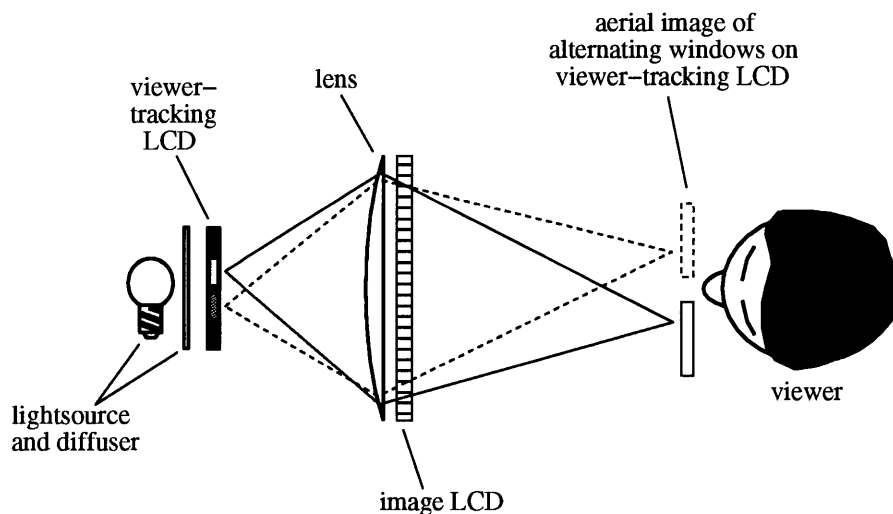 aerial image of
alternating windows on
viewer–tracking LCD
viewer–
tracking
LCD
lens
lightsource
and diffuser
image LCD
viewer